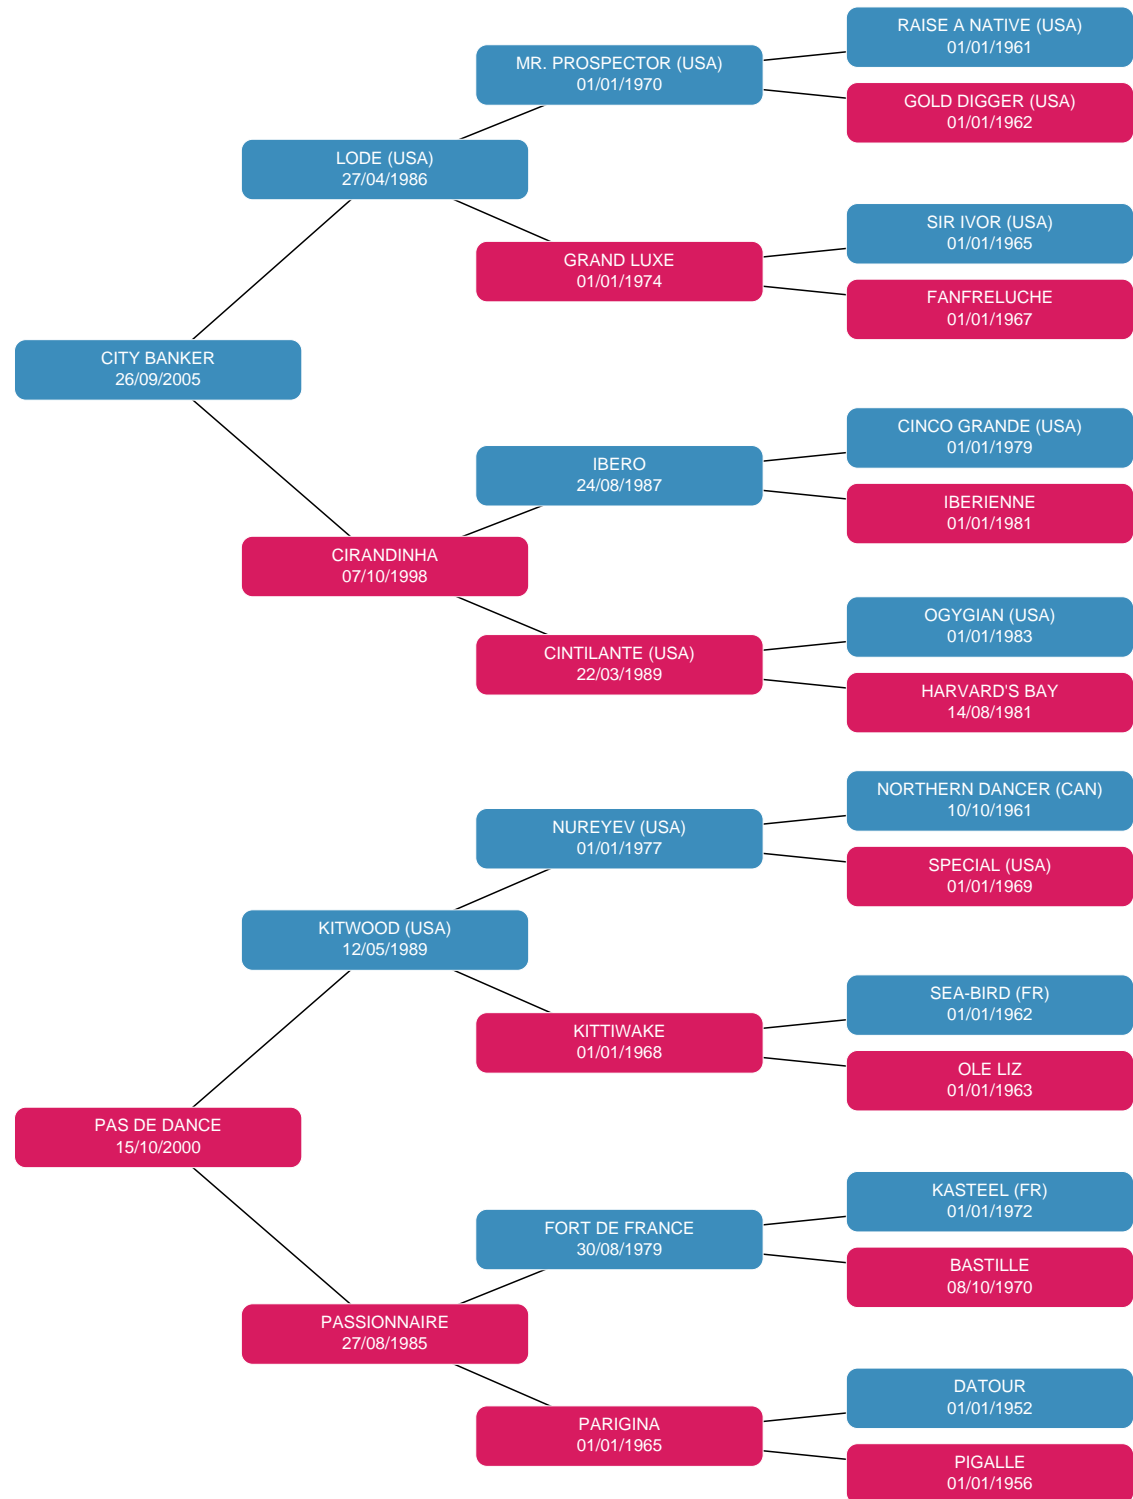 RAISE A NATIVE (USA)
01/01/1961
MR. PROSPECTOR (USA)
01/01/1970
GOLD DIGGER (USA)
01/01/1962
LODE (USA)
27/04/1986
SIR IVOR (USA)
01/01/1965
GRAND LUXE
01/01/1974
FANFRELUCHE
01/01/1967
CITY BANKER
26/09/2005
CINCO GRANDE (USA)
01/01/1979
IBERO
24/08/1987
IBERIENNE
01/01/1981
CIRANDINHA
07/10/1998
OGYGIAN (USA)
01/01/1983
CINTILANTE (USA)
22/03/1989
HARVARD'S BAY
14/08/1981
NORTHERN DANCER (CAN)
10/10/1961
NUREYEV (USA)
01/01/1977
SPECIAL (USA)
01/01/1969
KITWOOD (USA)
12/05/1989
SEA-BIRD (FR)
01/01/1962
KITTIWAKE
01/01/1968
OLE LIZ
01/01/1963
PAS DE DANCE
15/10/2000
KASTEEL (FR)
01/01/1972
FORT DE FRANCE
30/08/1979
BASTILLE
08/10/1970
PASSIONNAIRE
27/08/1985
DATOUR
01/01/1952
PARIGINA
01/01/1965
PIGALLE
01/01/1956